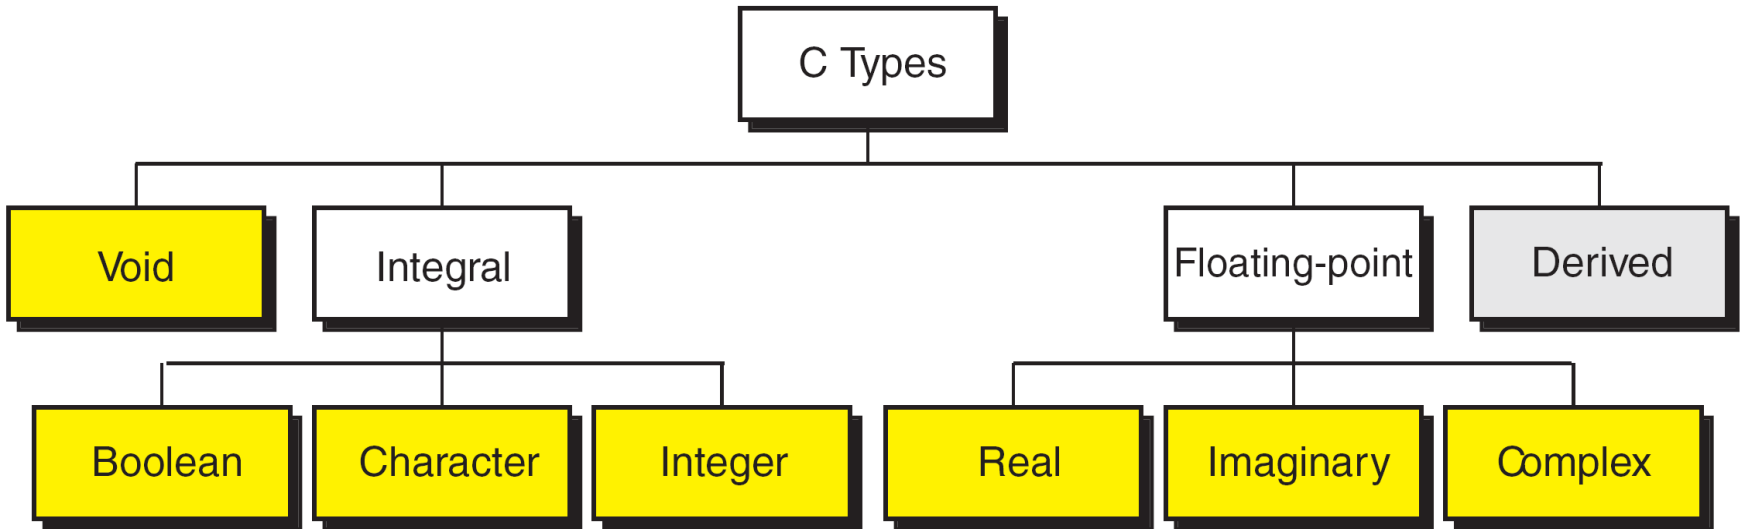 C Types
Void
Integral
Floating-point
Derived
Boolean
Character
Integer
Real
Imaginary
Complex